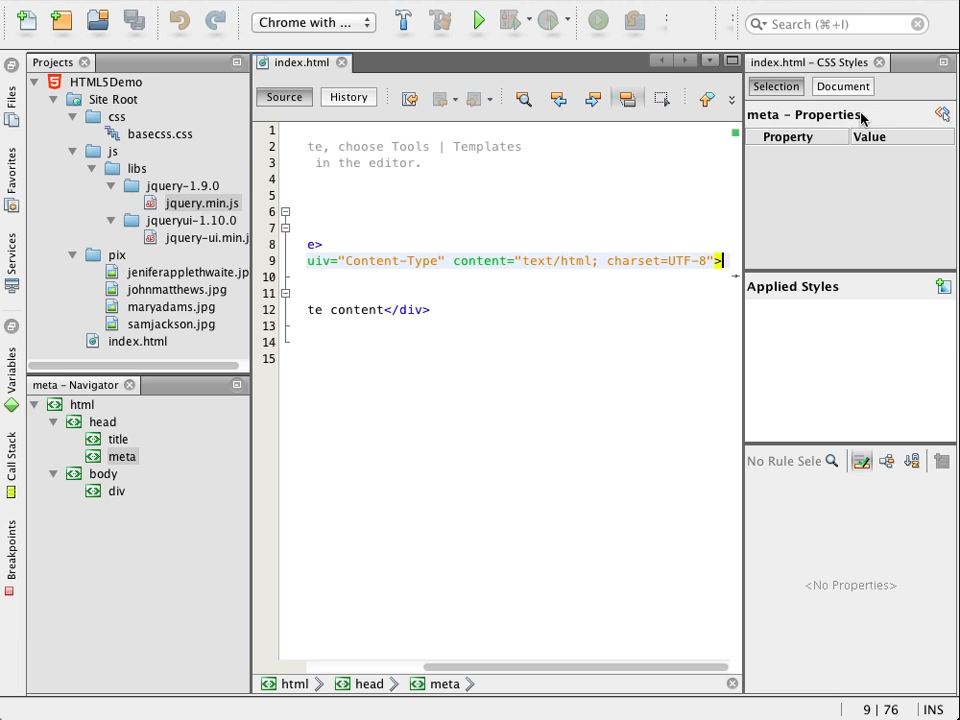 Chrome with ...
Search (⌘+I)
Files
Favorites
Services
Variables
Call Stack
Breakpoints
Projects
HTML5Demo
Site Root
css
basecss.css
js
libs
jquery-1.9.0
jquery.min.js
jqueryui-1.10.0
jquery-ui.min.j
pix
jeniferapplethwaite.jp
johnmatthews.jpg
maryadams.jpg
samjackson.jpg
index.html
meta – Navigator
html
head
title
meta
body
div
index.html
Source
History
1
2 te, choose Tools | Templates
3 in the editor.
4
5
6
7
8 e>
9 uiv="Content-Type" content="text/html; charset=UTF-8">
10
11
12 te content</div>
13
14
15
html head meta
index.html – CSS Styles
Selection Document
meta – Properties
Property Value
Applied Styles
No Rule Sele
<No Properties>
9 | 76 INS